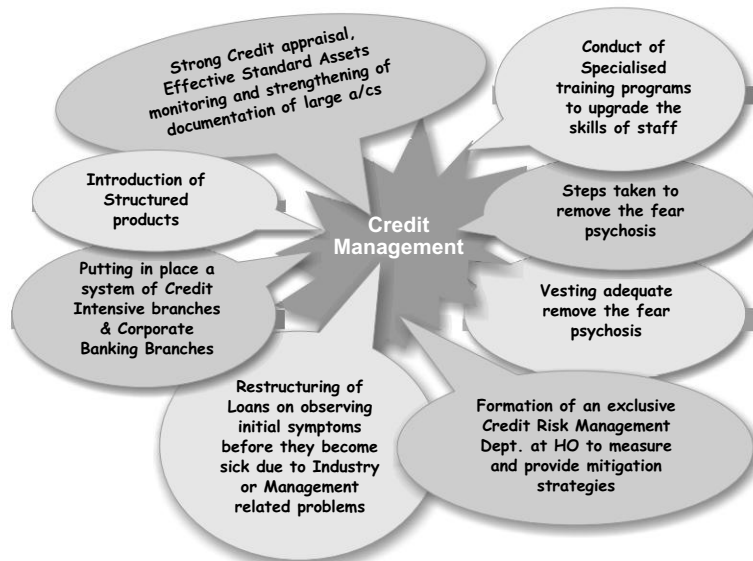 Strong Credit appraisal,
Effective Standard Assets
monitoring and strengthening of
documentation of large a/cs
Conduct of
Specialised
training programs
to upgrade the
skills of staff
Introduction of
Structured
products
Credit
Management
Steps taken to
remove the fear
psychosis
Putting in place a
system of Credit
Intensive branches
& Corporate
Banking Branches
Vesting adequate
remove the fear
psychosis
Restructuring of
Loans on observing
initial symptoms
before they become
sick due to Industry
or Management
related problems
Formation of an exclusive
Credit Risk Management
Dept. at HO to measure
and provide mitigation
strategies